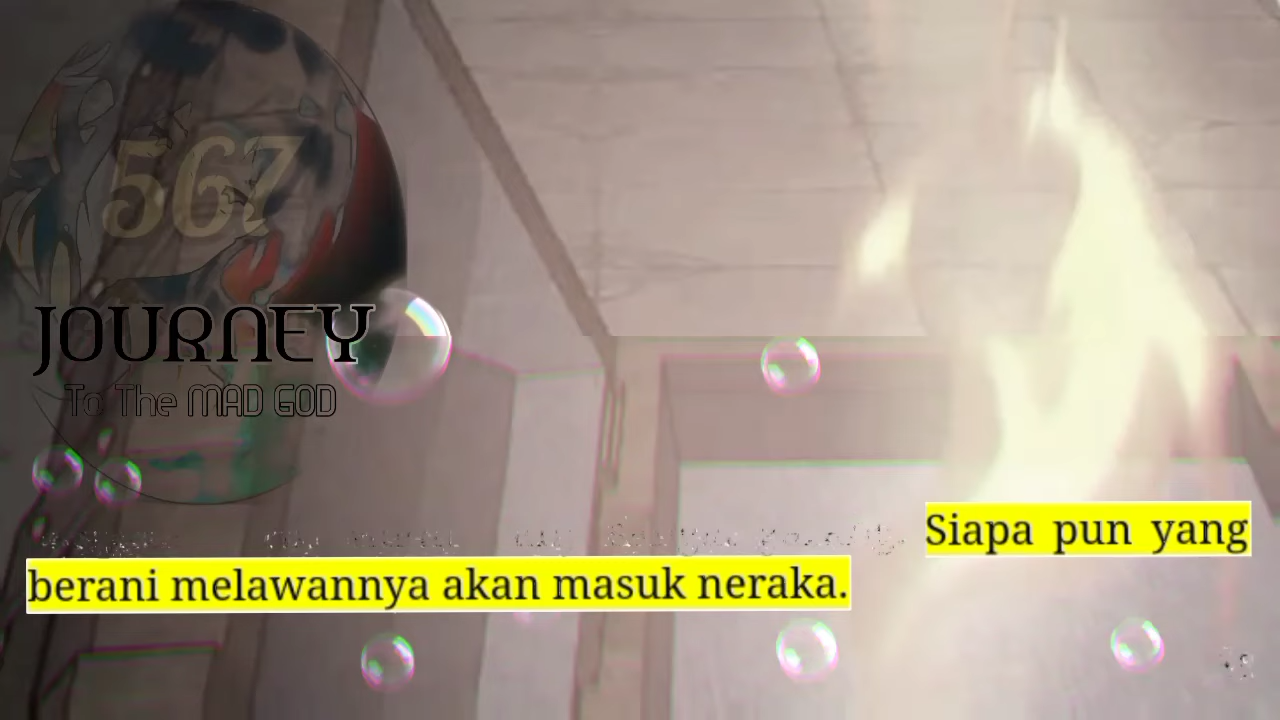 567
JOURNEY
To The MAD GOD
Siapa pun yang
berani melawannya akan masuk neraka.